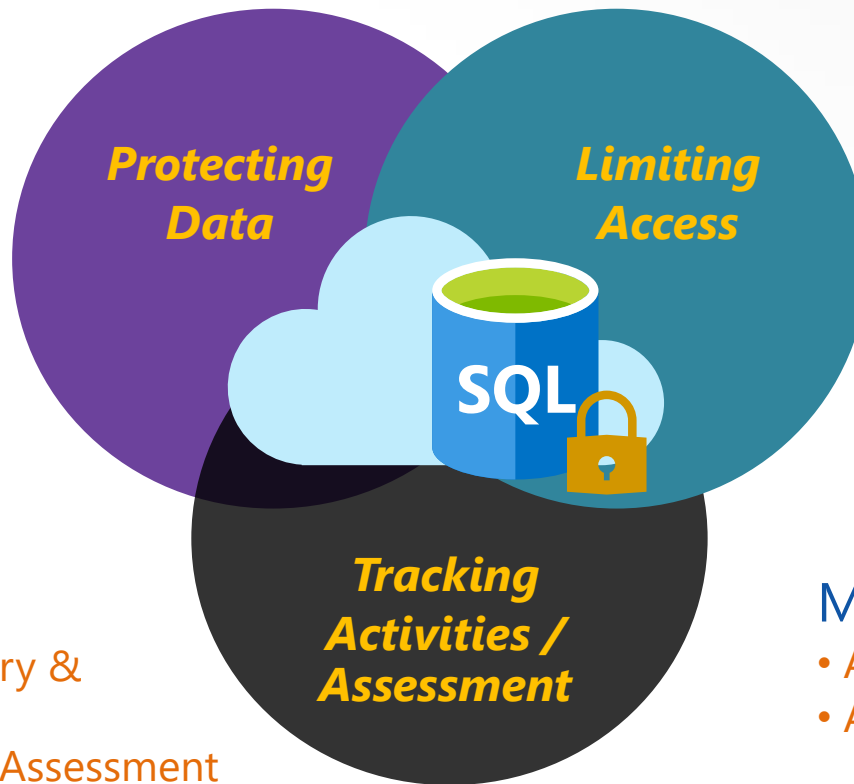 Protecting
Data
Limiting
Access
SQL
Tracking
Activities /
Assessment
ry &
Assessment
M
• A
• A